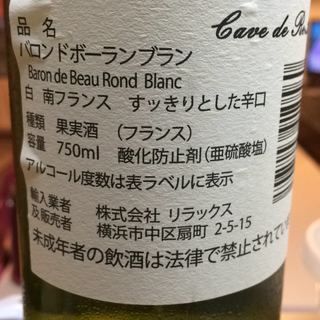 品 名
Cave de
バロンドボーランブラン
Baron de Beau Rond Blanc
白 南フランス すっきりとした辛口
種類 果実酒 (フランス)
容量 750ml 酸化防止剤(亜硫酸塩)
アルコール度数は表ラベルに表示
輸入業者
及販売者 株式会社 リラックス
横浜市中区扇町 2-5-15
未成年者の飲酒は法律で禁止されてい